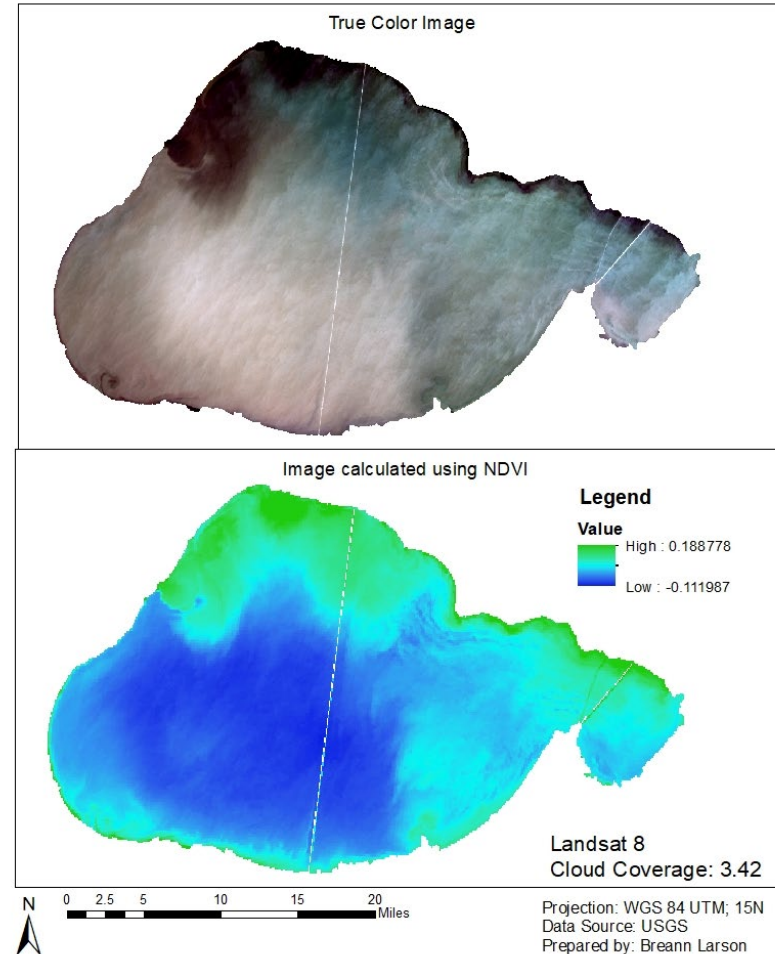 True Color Image
Image calculated using NDVI
Legend
Value
High : 0.188778
Low : -0.111987
Landsat 8
Cloud Coverage: 3.42
N
0 2.5 5 10 15 20
Miles
Projection: WGS 84 UTM; 15N
Data Source: USGS
Prepared by: Breann Larson